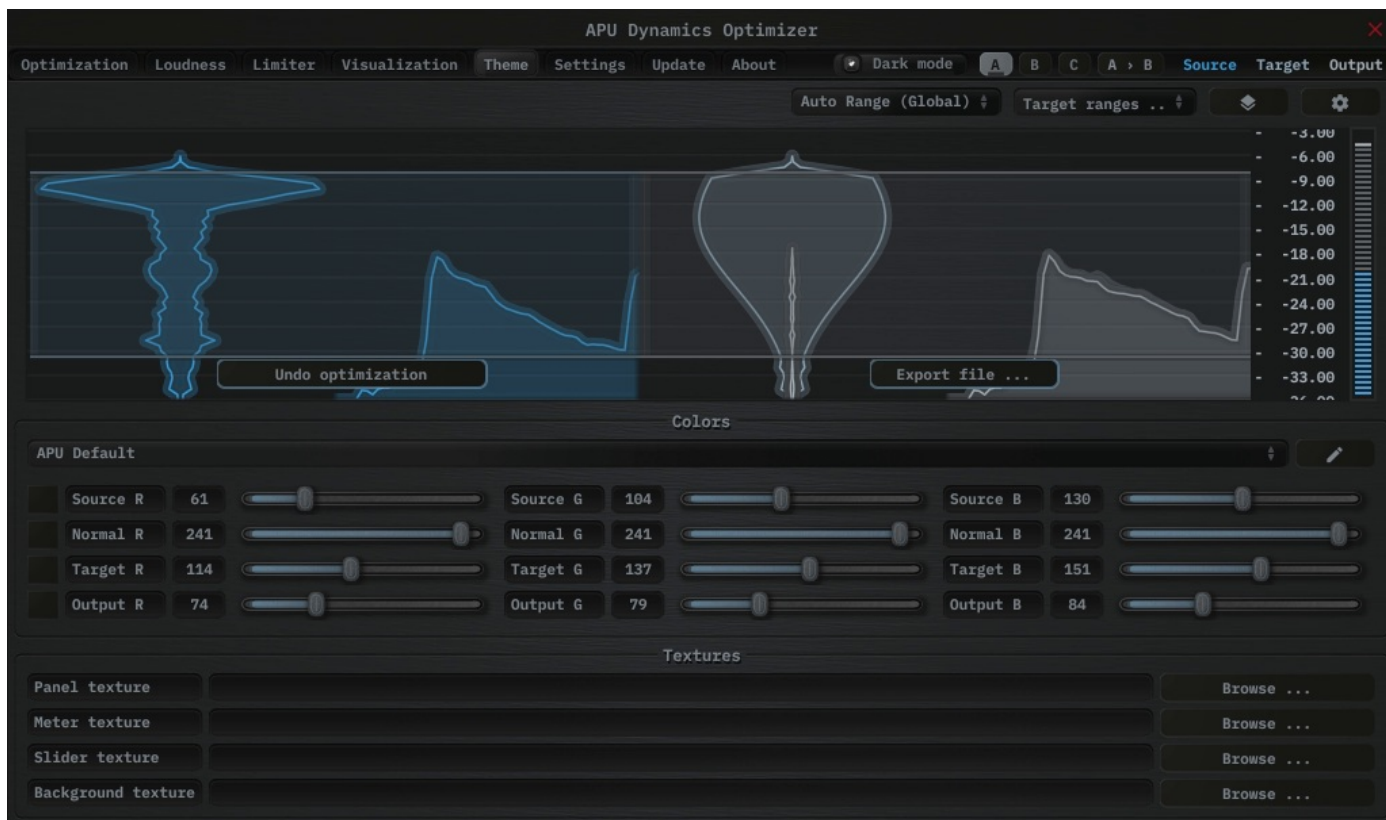 APU Dynamics Optimizer
Optimization Loudness Limiter Visualization Theme Settings Update About Dark mode A B C A › B Source Target Output
Auto Range (Global) Target ranges ..
- -3.00
- -6.00
- -9.00
- -12.00
- -15.00
- -18.00
- -21.00
- -24.00
- -27.00
- -30.00
- -33.00
Undo optimization Export file ...
Colors
APU Default
Source R 61 Source G 104 Source B 130
Normal R 241 Normal G 241 Normal B 241
Target R 114 Target G 137 Target B 151
Output R 74 Output G 79 Output B 84
Textures
Panel texture Browse ...
Meter texture Browse ...
Slider texture Browse ...
Background texture Browse ...